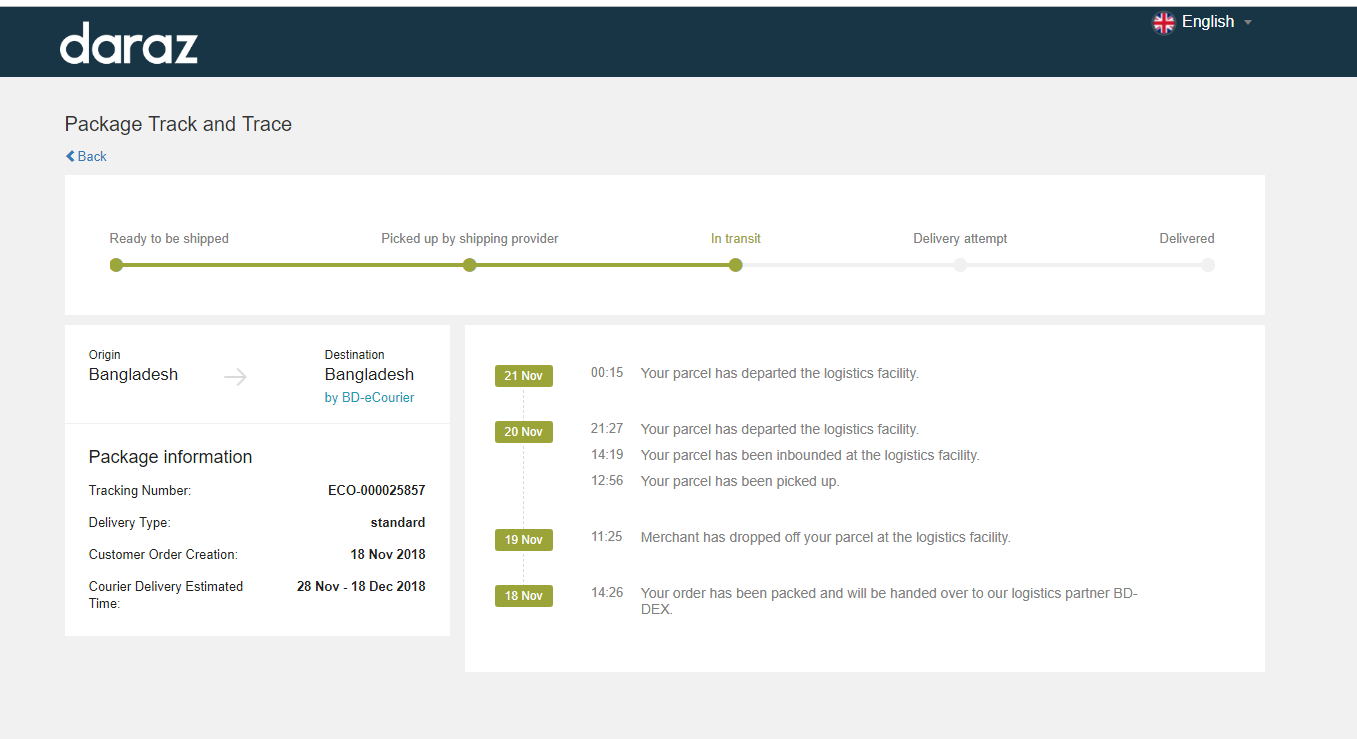 daraz
English
Package Track and Trace
Back
Ready to be shipped
Picked up by shipping provider
In transit
Delivery attempt
Delivered
Origin
Bangladesh
Destination
Bangladesh
by BD-eCourier
Package information
Tracking Number: ECO-000025857
Delivery Type: standard
Customer Order Creation: 18 Nov 2018
Courier Delivery Estimated
Time: 28 Nov - 18 Dec 2018
21 Nov 00:15 Your parcel has departed the logistics facility.
20 Nov 21:27 Your parcel has departed the logistics facility.
14:19 Your parcel has been inbounded at the logistics facility.
12:56 Your parcel has been picked up.
19 Nov 11:25 Merchant has dropped off your parcel at the logistics facility.
18 Nov 14:26 Your order has been packed and will be handed over to our logistics partner BD-
DEX.